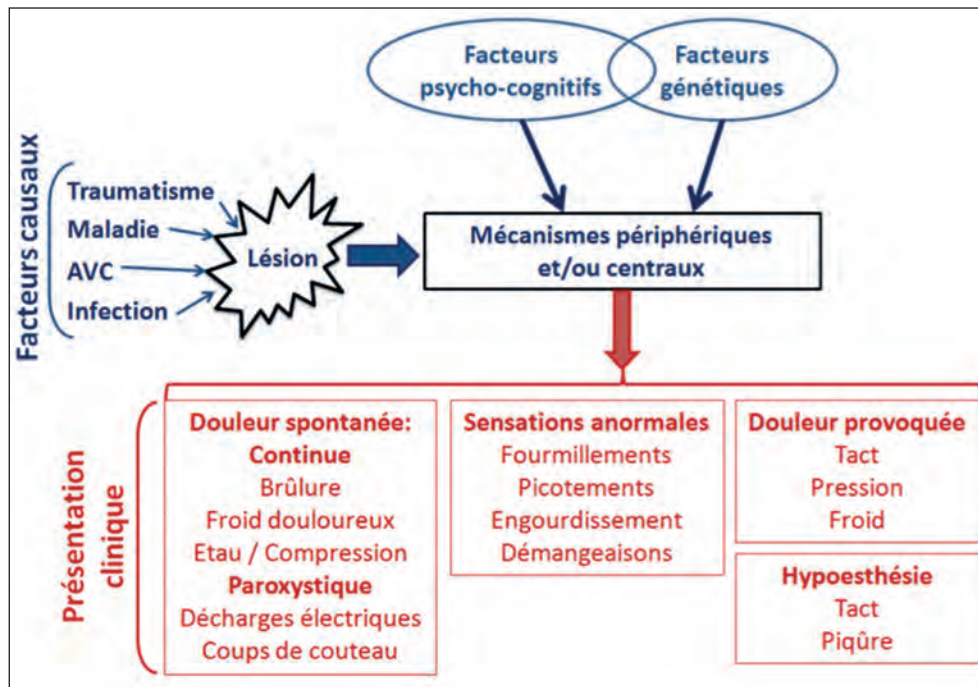 Facteurs
psycho-cognitifs
Facteurs
génétiques
Facteurs causaux
Traumatisme
Maladie
AVC
Infection
Lésion
Mécanismes périphériques
et/ou centraux
Présentation
clinique
Douleur spontanée:
Continue
Brûlure
Froid douloureux
Etau / Compression
Paroxystique
Décharges électriques
Coups de couteau
Sensations anormales
Fourmillements
Picotements
Engourdissement
Démangeaisons
Douleur provoquée
Tact
Pression
Froid
Hypoesthésie
Tact
Piqûre